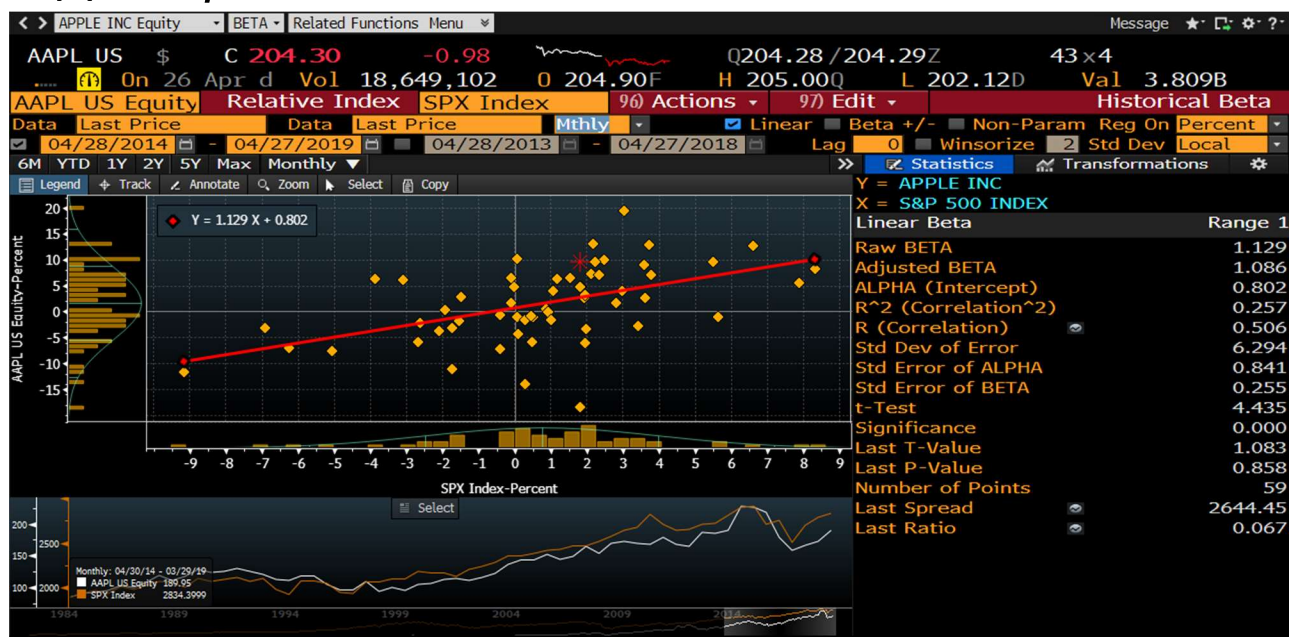 < > APPLE INC Equity BETA Related Functions Menu Message ?
AAPL US $ C 204.30 -0.98 Q204.28/204.29Z 43x4
On 26 Apr d Vol 18,649,102 O 204.90F H 205.00Q L 202.12D Val 3.809B
AAPL US Equity Relative Index SPX Index 96) Actions 97) Edit Historical Beta
Data Last Price Data Last Price Mthly Linear Beta +/- Non-Param Reg On Percent
04/28/2014 - 04/27/2019 04/28/2013 - 04/27/2018 Lag 0 Winsorize 2 Std Dev Local
6M YTD 1Y 2Y 5Y Max Monthly ▼ » Statistics Transformations
Legend Track Annotate Zoom Select Copy
Y = 1.129 X + 0.802
AAPL US Equity-Percent
20
15
10
5
0
-5
-10
-15
-9 -8 -7 -6 -5 -4 -3 -2 -1 0 1 2 3 4 5 6 7 8 9
SPX Index-Percent
Select
200
150
100
2500
2000
Monthly: 04/30/14 - 03/29/19
AAPL US Equity 189.95
SPX Index 2834.3999
1984 1989 1994 1999 2004 2009 2014
Y = APPLE INC
X = S&P 500 INDEX
Linear Beta Range 1
Raw BETA 1.129
Adjusted BETA 1.086
ALPHA (Intercept) 0.802
R^2 (Correlation^2) 0.257
R (Correlation) 0.506
Std Dev of Error 6.294
Std Error of ALPHA 0.841
Std Error of BETA 0.255
t-Test 4.435
Significance 0.000
Last T-Value 1.083
Last P-Value 0.858
Number of Points 59
Last Spread 2644.45
Last Ratio 0.067